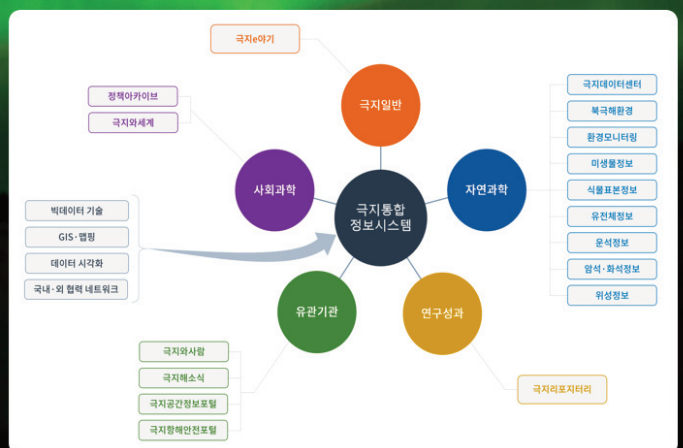 극지e야기
극지일반
정책아카이브
극지와세계
사회과학
극지통합
정보시스템
자연과학
극지데이터센터
북극해환경
환경모니터링
미생물정보
식물표본정보
유전체정보
운석정보
암석·화석정보
위성정보
빅데이터 기술
GIS·맵핑
데이터 시각화
국내·외 협력 네트워크
유관기관
연구성과
극지와사람
극지해소식
극지공간정보포털
극지항해안전포털
극지리포지터리